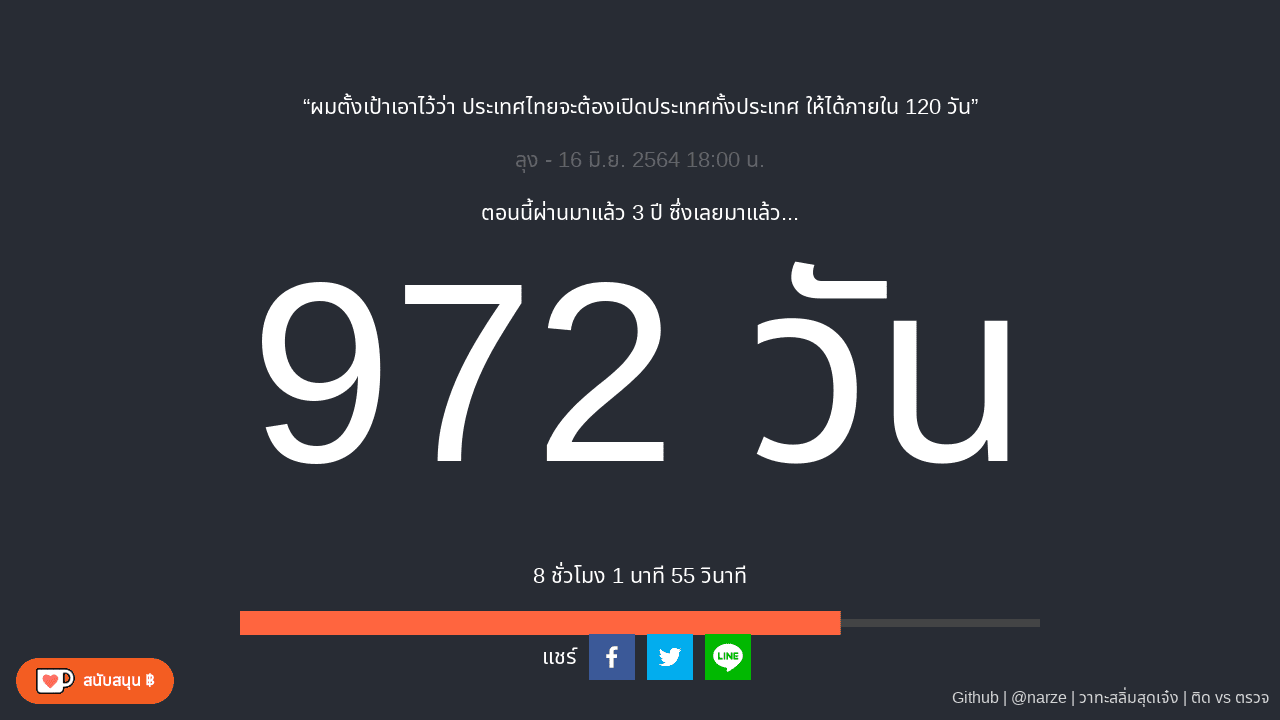 “ผมตั้งเป้าเอาไว้ว่า ประเทศไทยจะต้องเปิดประเทศทั้งประเทศ ให้ได้ภายใน 120 วัน”
ลุง - 16 มิ.ย. 2564 18:00 น.
ตอนนี้ผ่านมาแล้ว 3 ปี ซึ่งเลยมาแล้ว...
972 วัน
8 ชั่วโมง 1 นาที 55 วินาที
แชร์
LINE
สนับสนุน ฿
Github | @narze | วาทะสลิ่มสุดเจ๋ง | ติด vs ตรวจ